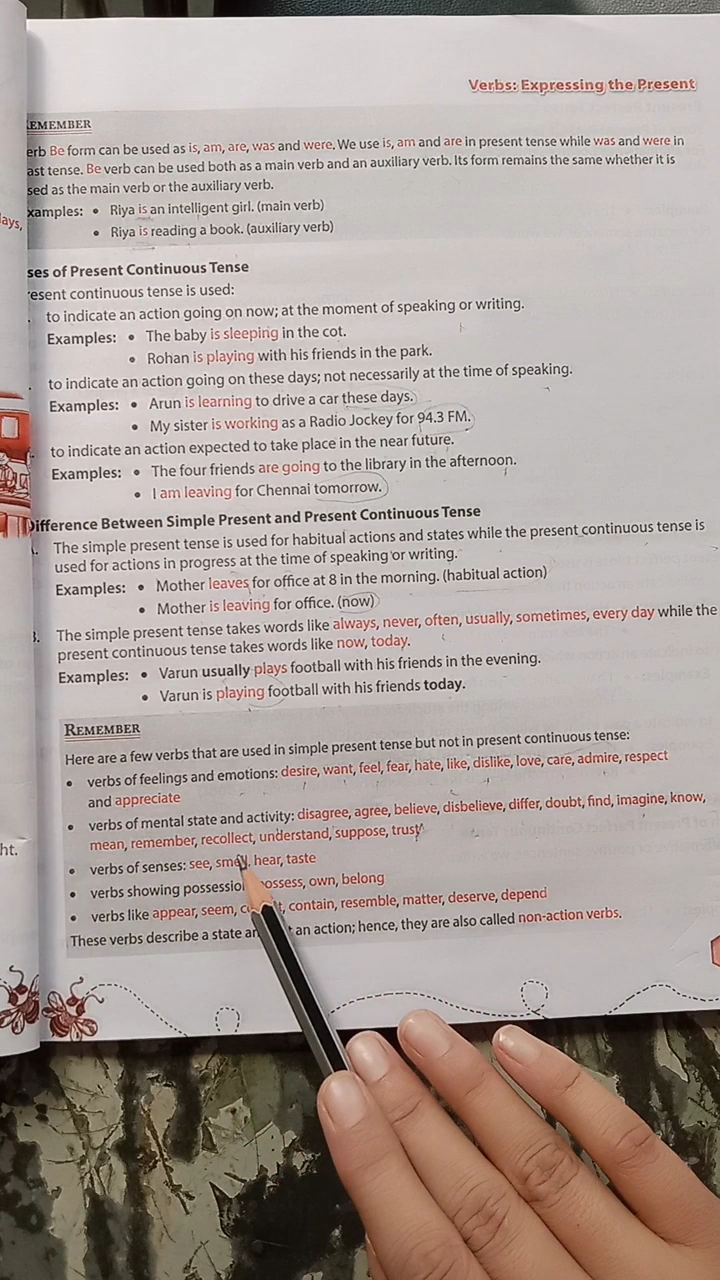 Verbs: Expressing the Present
EMEMBER
erb Be form can be used as is, am, are, was and were. We use is, am and are in present tense while was and were in
ast tense. Be verb can be used both as a main verb and an auxiliary verb. Its form remains the same whether it is
sed as the main verb or the auxiliary verb.
xamples: • Riya is an intelligent girl. (main verb)
lays,
• Riya is reading a book. (auxiliary verb)
ses of Present Continuous Tense
resent continuous tense is used:
. to indicate an action going on now; at the moment of speaking or writing.
Examples: • The baby is sleeping in the cot.
• Rohan is playing with his friends in the park.
. to indicate an action going on these days; not necessarily at the time of speaking.
Examples: • Arun is learning to drive a car these days.
• My sister is working as a Radio Jockey for 94.3 FM.
to indicate an action expected to take place in the near future.
Examples: • The four friends are going to the library in the afternoon.
• I am leaving for Chennai tomorrow.
Difference Between Simple Present and Present Continuous Tense
. The simple present tense is used for habitual actions and states while the present continuous tense is
used for actions in progress at the time of speaking or writing.
Examples: • Mother leaves for office at 8 in the morning. (habitual action)
• Mother is leaving for office. (now)
. The simple present tense takes words like always, never, often, usually, sometimes, every day while the
present continuous tense takes words like now, today.
Examples: • Varun usually plays football with his friends in the evening.
• Varun is playing football with his friends today.
REMEMBER
Here are a few verbs that are used in simple present tense but not in present continuous tense:
• verbs of feelings and emotions: desire, want, feel, fear, hate, like, dislike, love, care, admire, respect
and appreciate
• verbs of mental state and activity: disagree, agree, believe, disbelieve, differ, doubt, find, imagine, know,
mean, remember, recollect, understand, suppose, trust
ht.
• verbs of senses: see, smell, hear, taste
• verbs showing possession ossess, own, belong
• verbs like appear, seem, contain, resemble, matter, deserve, depend
These verbs describe a state an action; hence, they are also called non-action verbs.